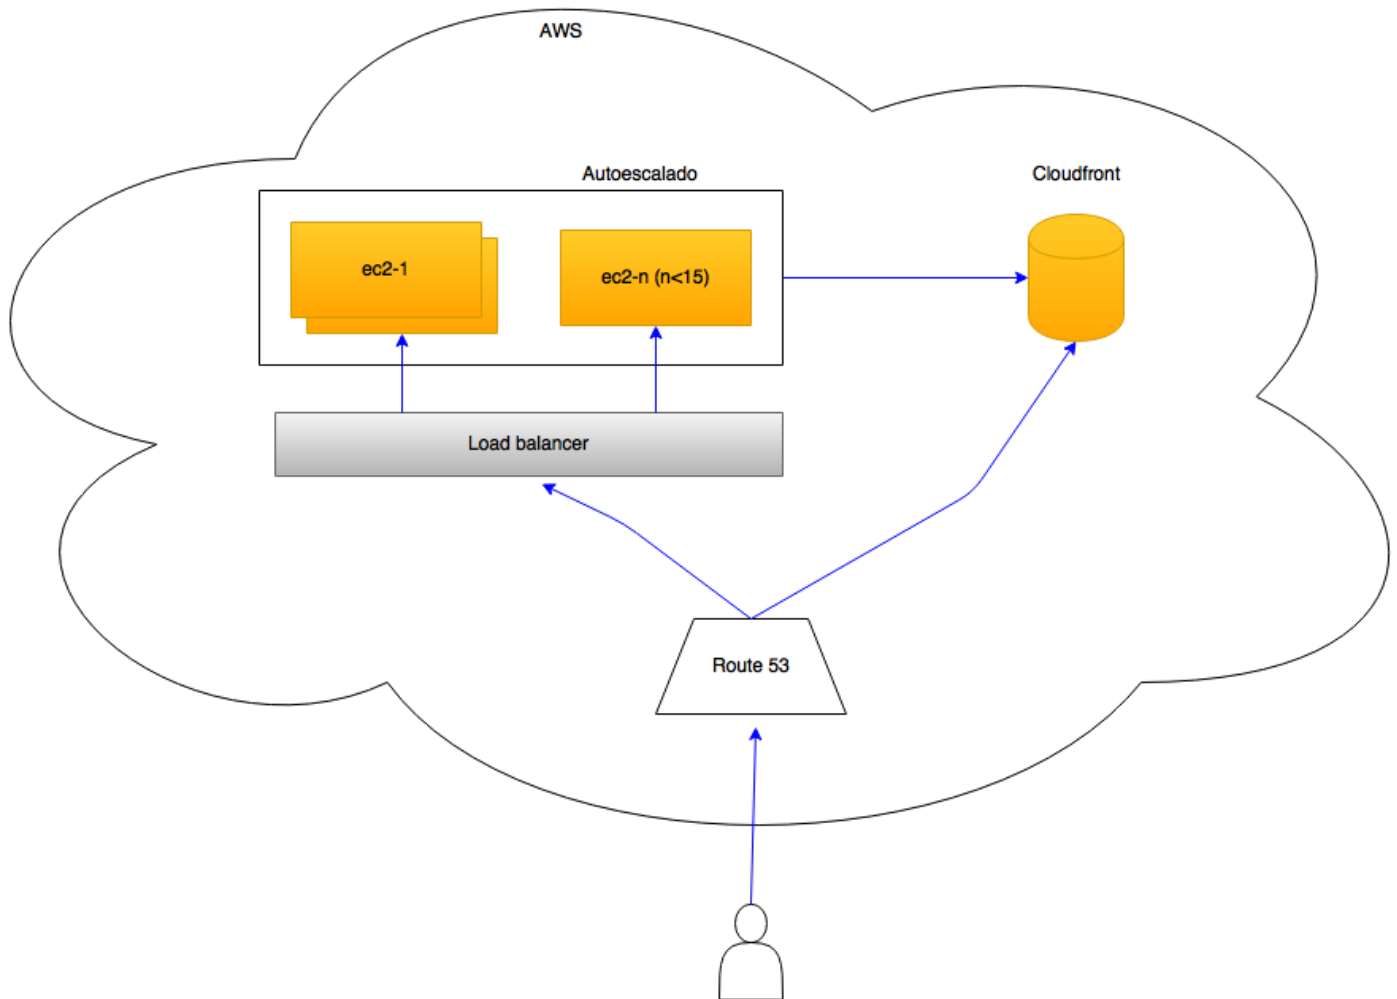 AWS
Autoescalado
Cloudfront
ec2-1
ec2-n (n<15)
Load balancer
Route 53